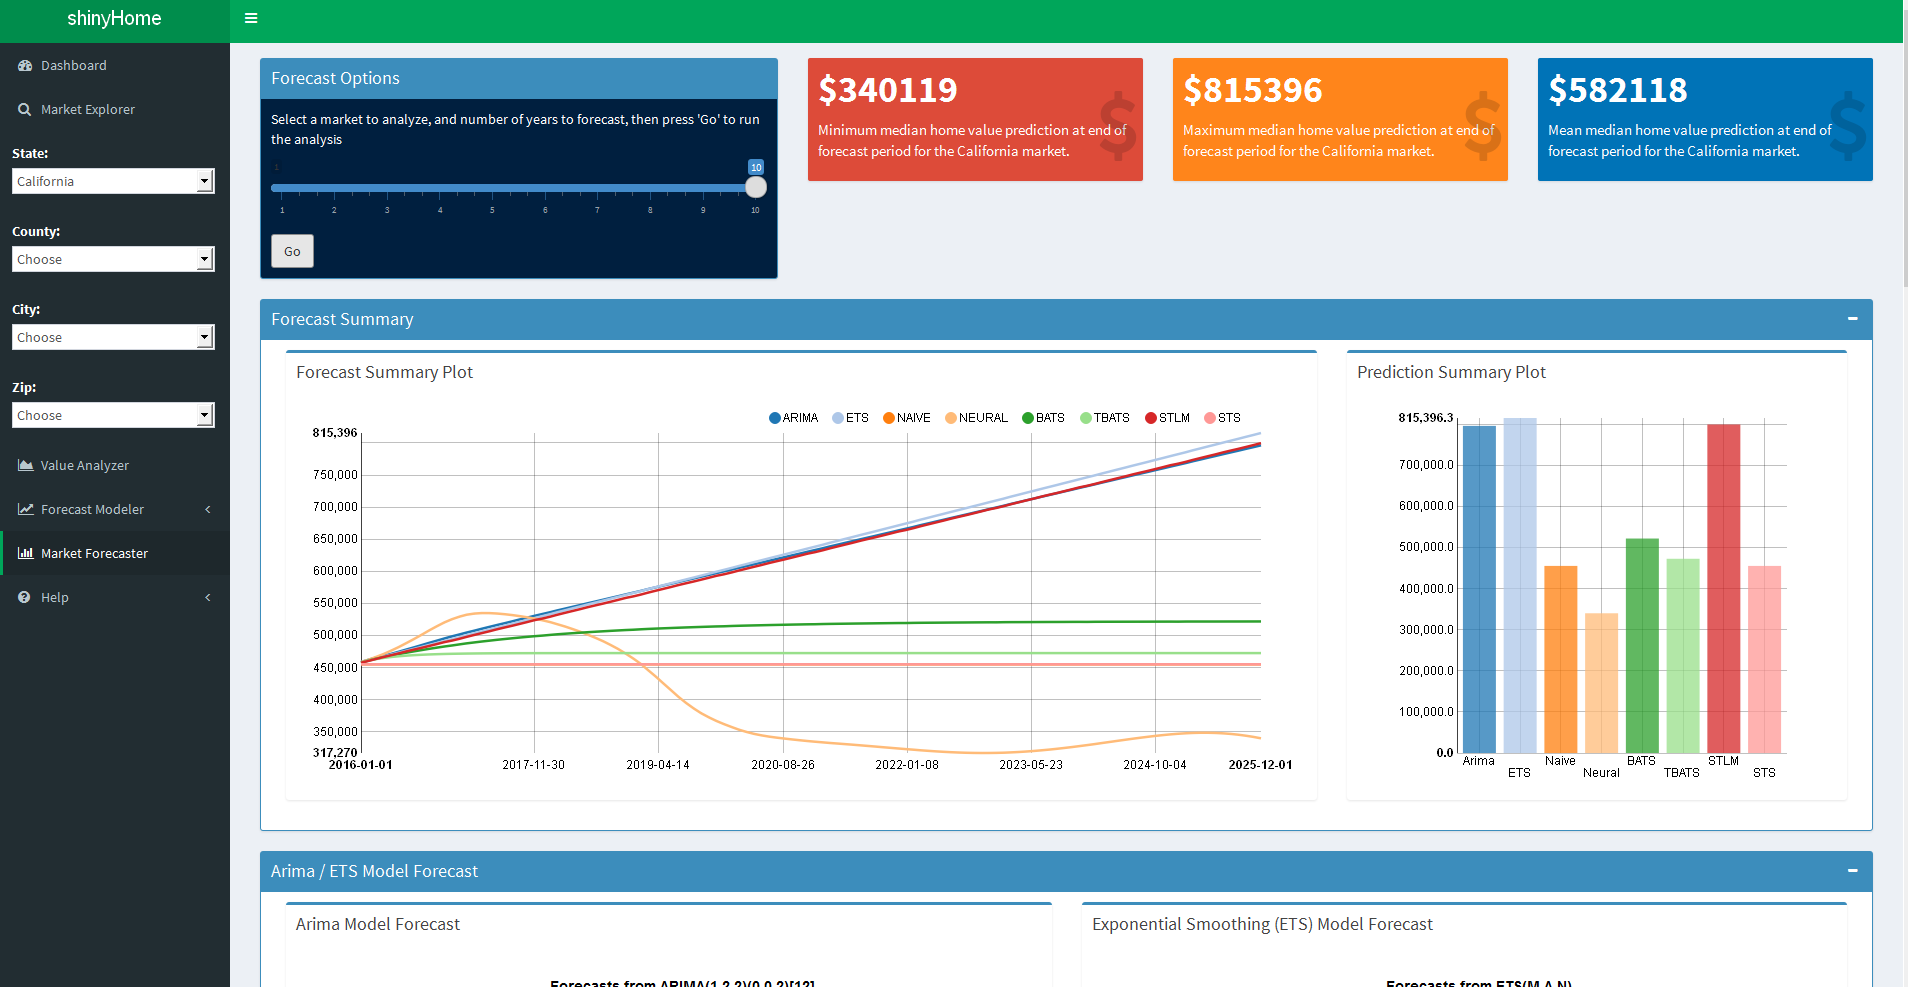 shinyHome
Dashboard
Market Explorer
State:
California
County:
Choose
City:
Choose
Zip:
Choose
Value Analyzer
Forecast Modeler
Market Forecaster
Help
Forecast Options
Select a market to analyze, and number of years to forecast, then press 'Go' to run
the analysis
1
10
1 2 3 4 5 6 7 8 9 10
Go
$340119
Minimum median home value prediction at end of
forecast period for the California market.
$815396
Maximum median home value prediction at end of
forecast period for the California market.
$582118
Mean median home value prediction at end of
forecast period for the California market.
Forecast Summary
Forecast Summary Plot
ARIMA ETS NAIVE NEURAL BATS TBATS STLM STS
815,396
750,000
700,000
650,000
600,000
550,000
500,000
450,000
400,000
350,000
317,270
2016-01-01 2017-11-30 2019-04-14 2020-08-26 2022-01-08 2023-05-23 2024-10-04 2025-12-01
Prediction Summary Plot
815,396.3
700,000.0
600,000.0
500,000.0
400,000.0
300,000.0
200,000.0
100,000.0
0.0
Arima ETS Naive Neural BATS TBATS STLM STS
Arima / ETS Model Forecast
Arima Model Forecast
Forecasts from ARIMA(1,2,2)(0,0,2)[12]
Exponential Smoothing (ETS) Model Forecast
Forecasts from ETS(M,A,N)